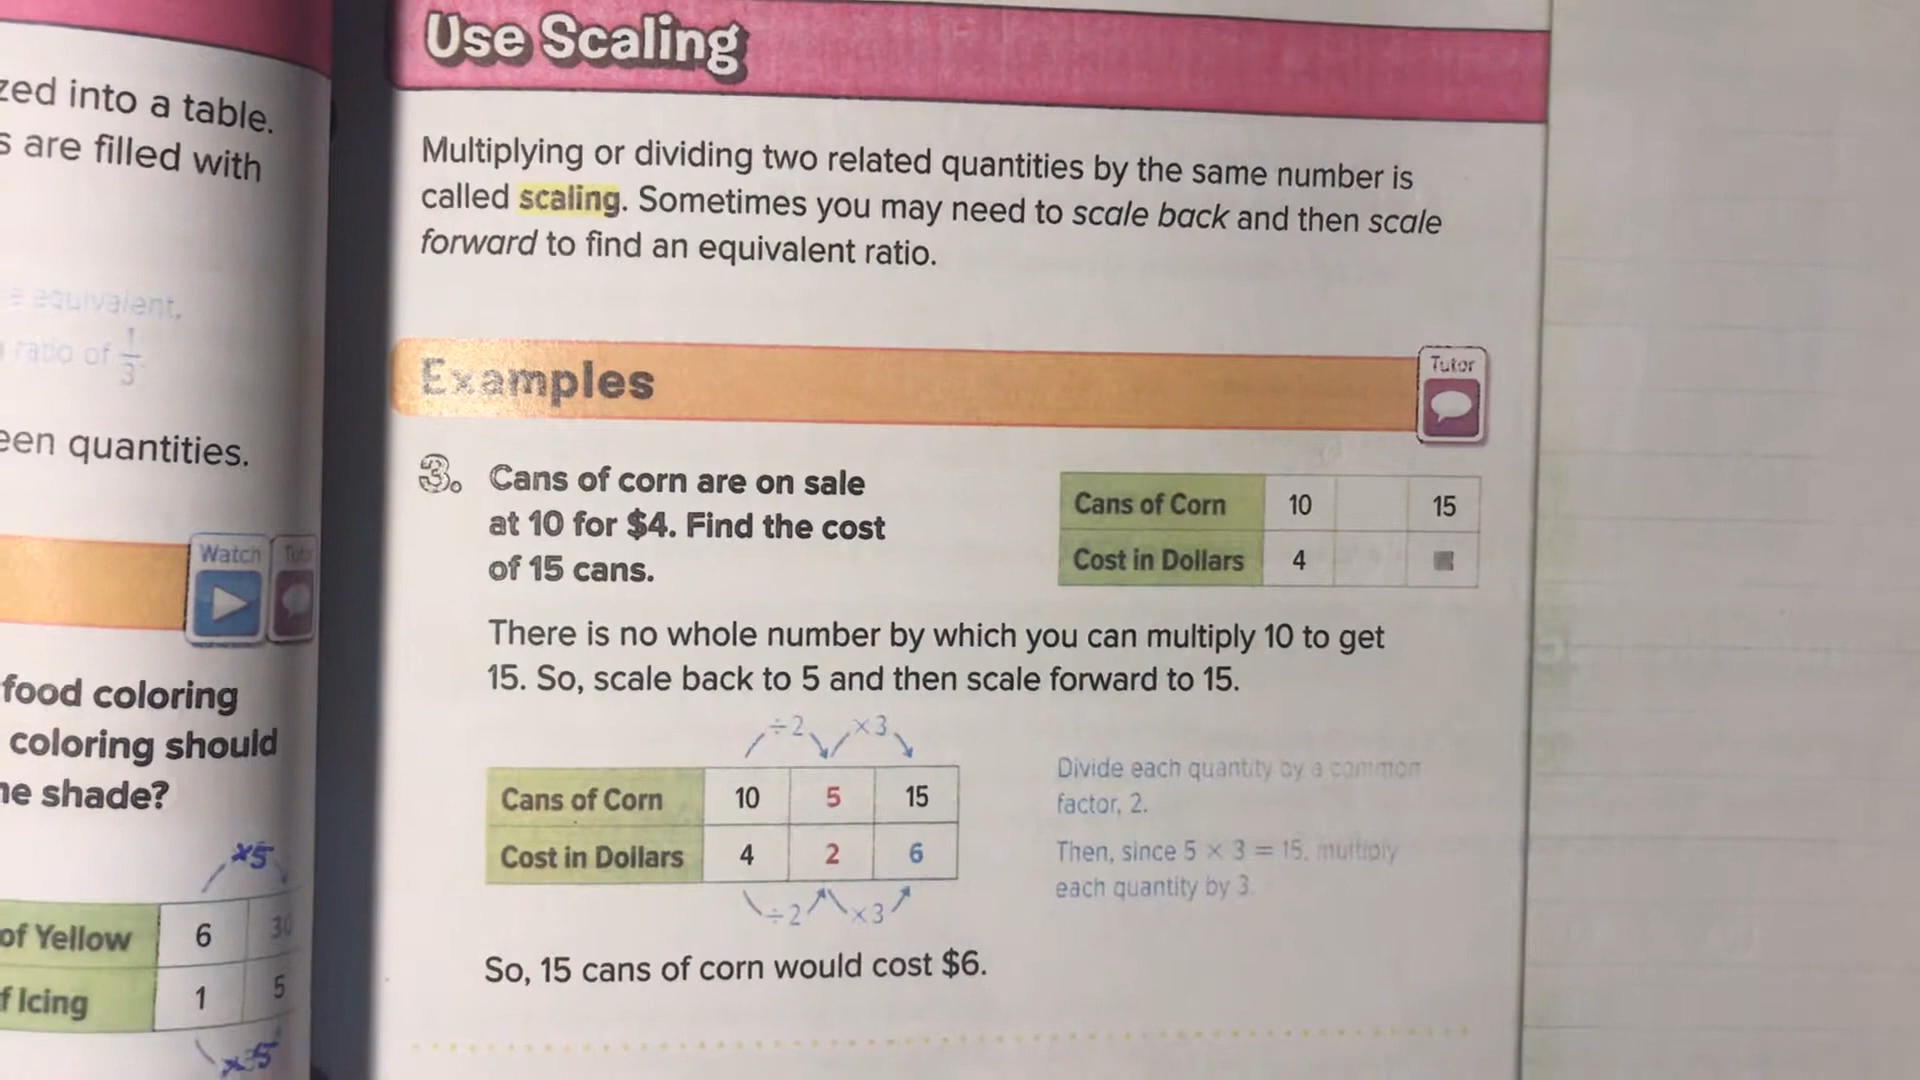 zed into a table.
s are filled with
equivalent,
ratio of 1/3
een quantities.
Watch
food coloring
coloring should
ne shade?
×5
of Yellow 6 30
f Icing 1 5
×5
Use Scaling
Multiplying or dividing two related quantities by the same number is
called scaling. Sometimes you may need to scale back and then scale
forward to find an equivalent ratio.
Examples
Tutor
3. Cans of corn are on sale
at 10 for $4. Find the cost
of 15 cans.
Cans of Corn 10 15
Cost in Dollars 4 ■
There is no whole number by which you can multiply 10 to get
15. So, scale back to 5 and then scale forward to 15.
÷2 ×3
Cans of Corn 10 5 15
Cost in Dollars 4 2 6
÷2 ×3
Divide each quantity by a common
factor, 2.
Then, since 5 × 3 = 15, multiply
each quantity by 3.
So, 15 cans of corn would cost $6.